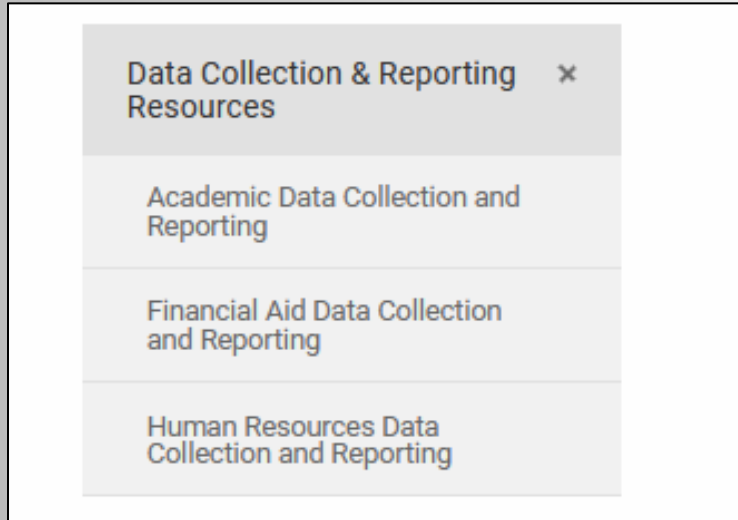 Data Collection & Reporting
Resources
Academic Data Collection and
Reporting
Financial Aid Data Collection
and Reporting
Human Resources Data
Collection and Reporting